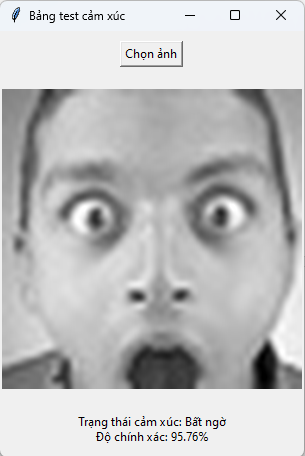 Bảng test cảm xúc
Chọn ảnh
Trạng thái cảm xúc: Bất ngờ
Độ chính xác: 95.76%